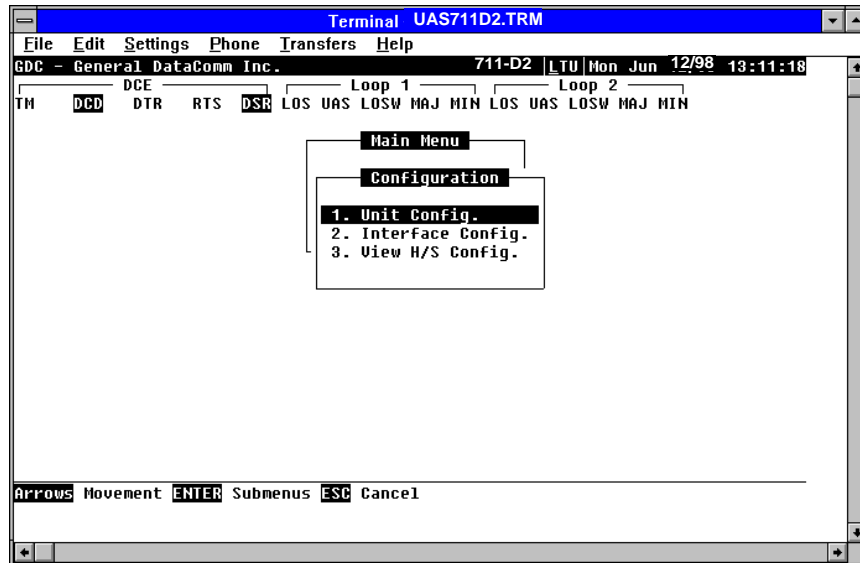 Terminal UAS711D2.TRM
File Edit Settings Phone Transfers Help
GDC - General DataComm Inc. 711-D2 LTU Mon Jun 12/98 13:11:18
DCE Loop 1 Loop 2
TM DCD DTR RTS DSR LOS UAS LOSW MAJ MIN LOS UAS LOSW MAJ MIN
Main Menu
Configuration
1. Unit Config.
2. Interface Config.
3. View H/S Config.
Arrows Movement ENTER Submenus ESC Cancel